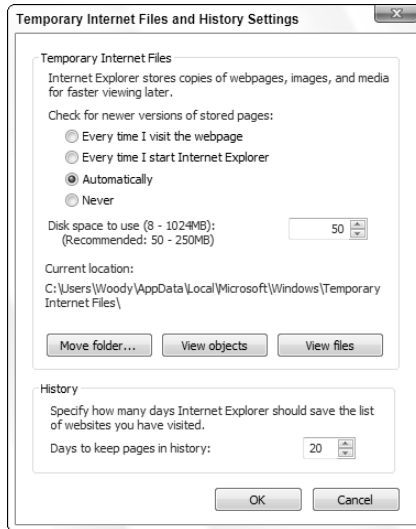 Temporary Internet Files and History Settings
Temporary Internet Files
Internet Explorer stores copies of webpages, images, and media
for faster viewing later.
Check for newer versions of stored pages:
Every time I visit the webpage
Every time I start Internet Explorer
Automatically
Never
Disk space to use (8 - 1024MB): 50
(Recommended: 50 - 250MB)
Current location:
C:\Users\Woody\AppData\Local\Microsoft\Windows\Temporary
Internet Files\
Move folder... View objects View files
History
Specify how many days Internet Explorer should save the list
of websites you have visited.
Days to keep pages in history: 20
OK Cancel